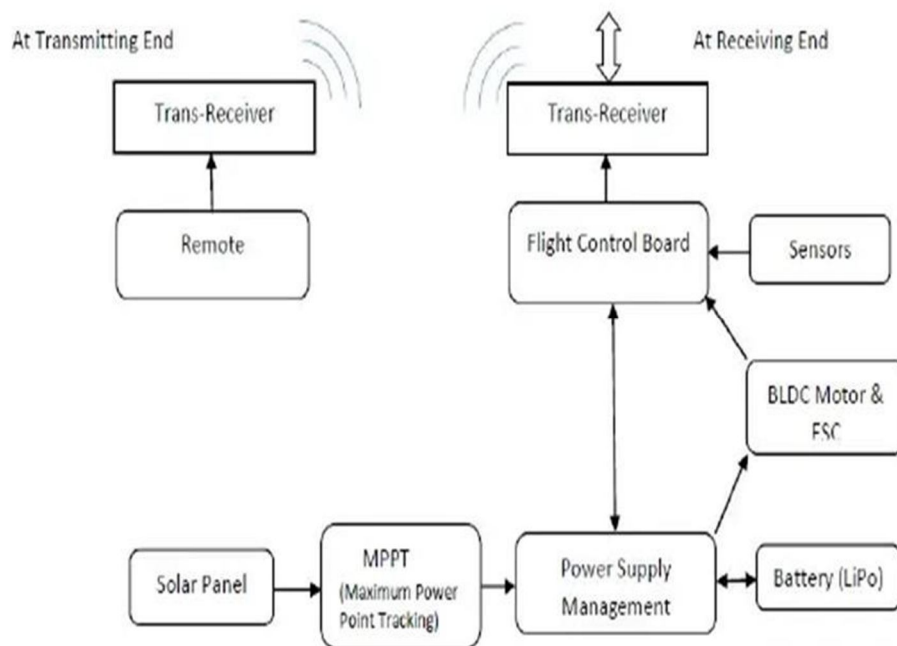 At Transmitting End
At Receiving End
Trans-Receiver
Trans-Receiver
Remote
Flight Control Board
Sensors
BLDC Motor &
ESC
Solar Panel
MPPT
(Maximum Power
Point Tracking)
Power Supply
Management
Battery (LiPo)